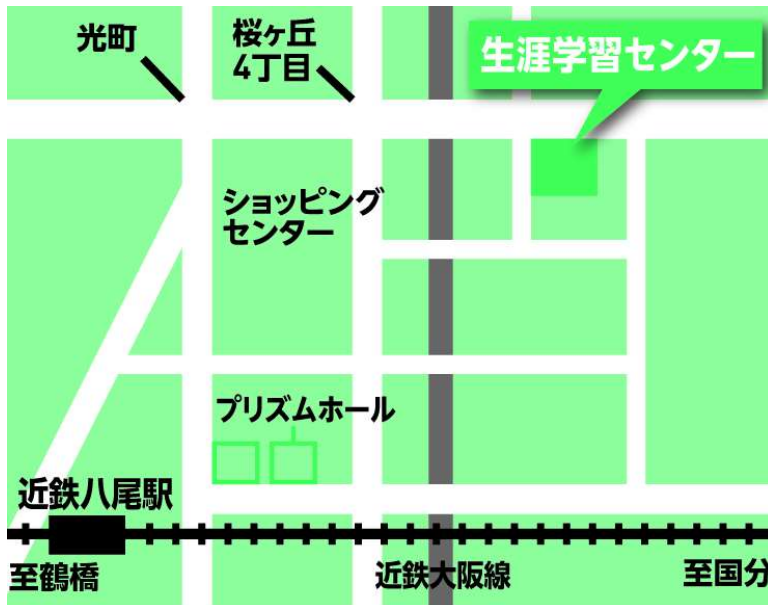 光町
桜ヶ丘
4丁目
生涯学習センター
ショッピング
センター
プリズムホール
近鉄八尾駅
至鶴橋
近鉄大阪線
至国分